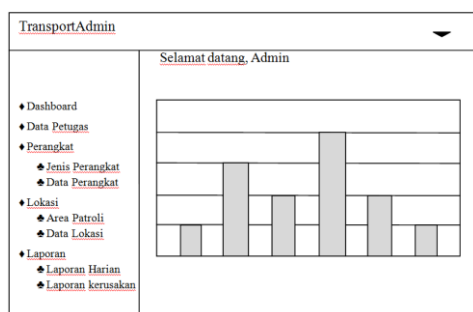 TransportAdmin
Selamat datang, Admin
♦ Dashboard
♦ Data Petugas
♦ Perangkat
♣ Jenis Perangkat
♣ Data Perangkat
♦ Lokasi
♣ Area Patroli
♣ Data Lokasi
♦ Laporan
♣ Laporan Harian
♣ Laporan kerusakan